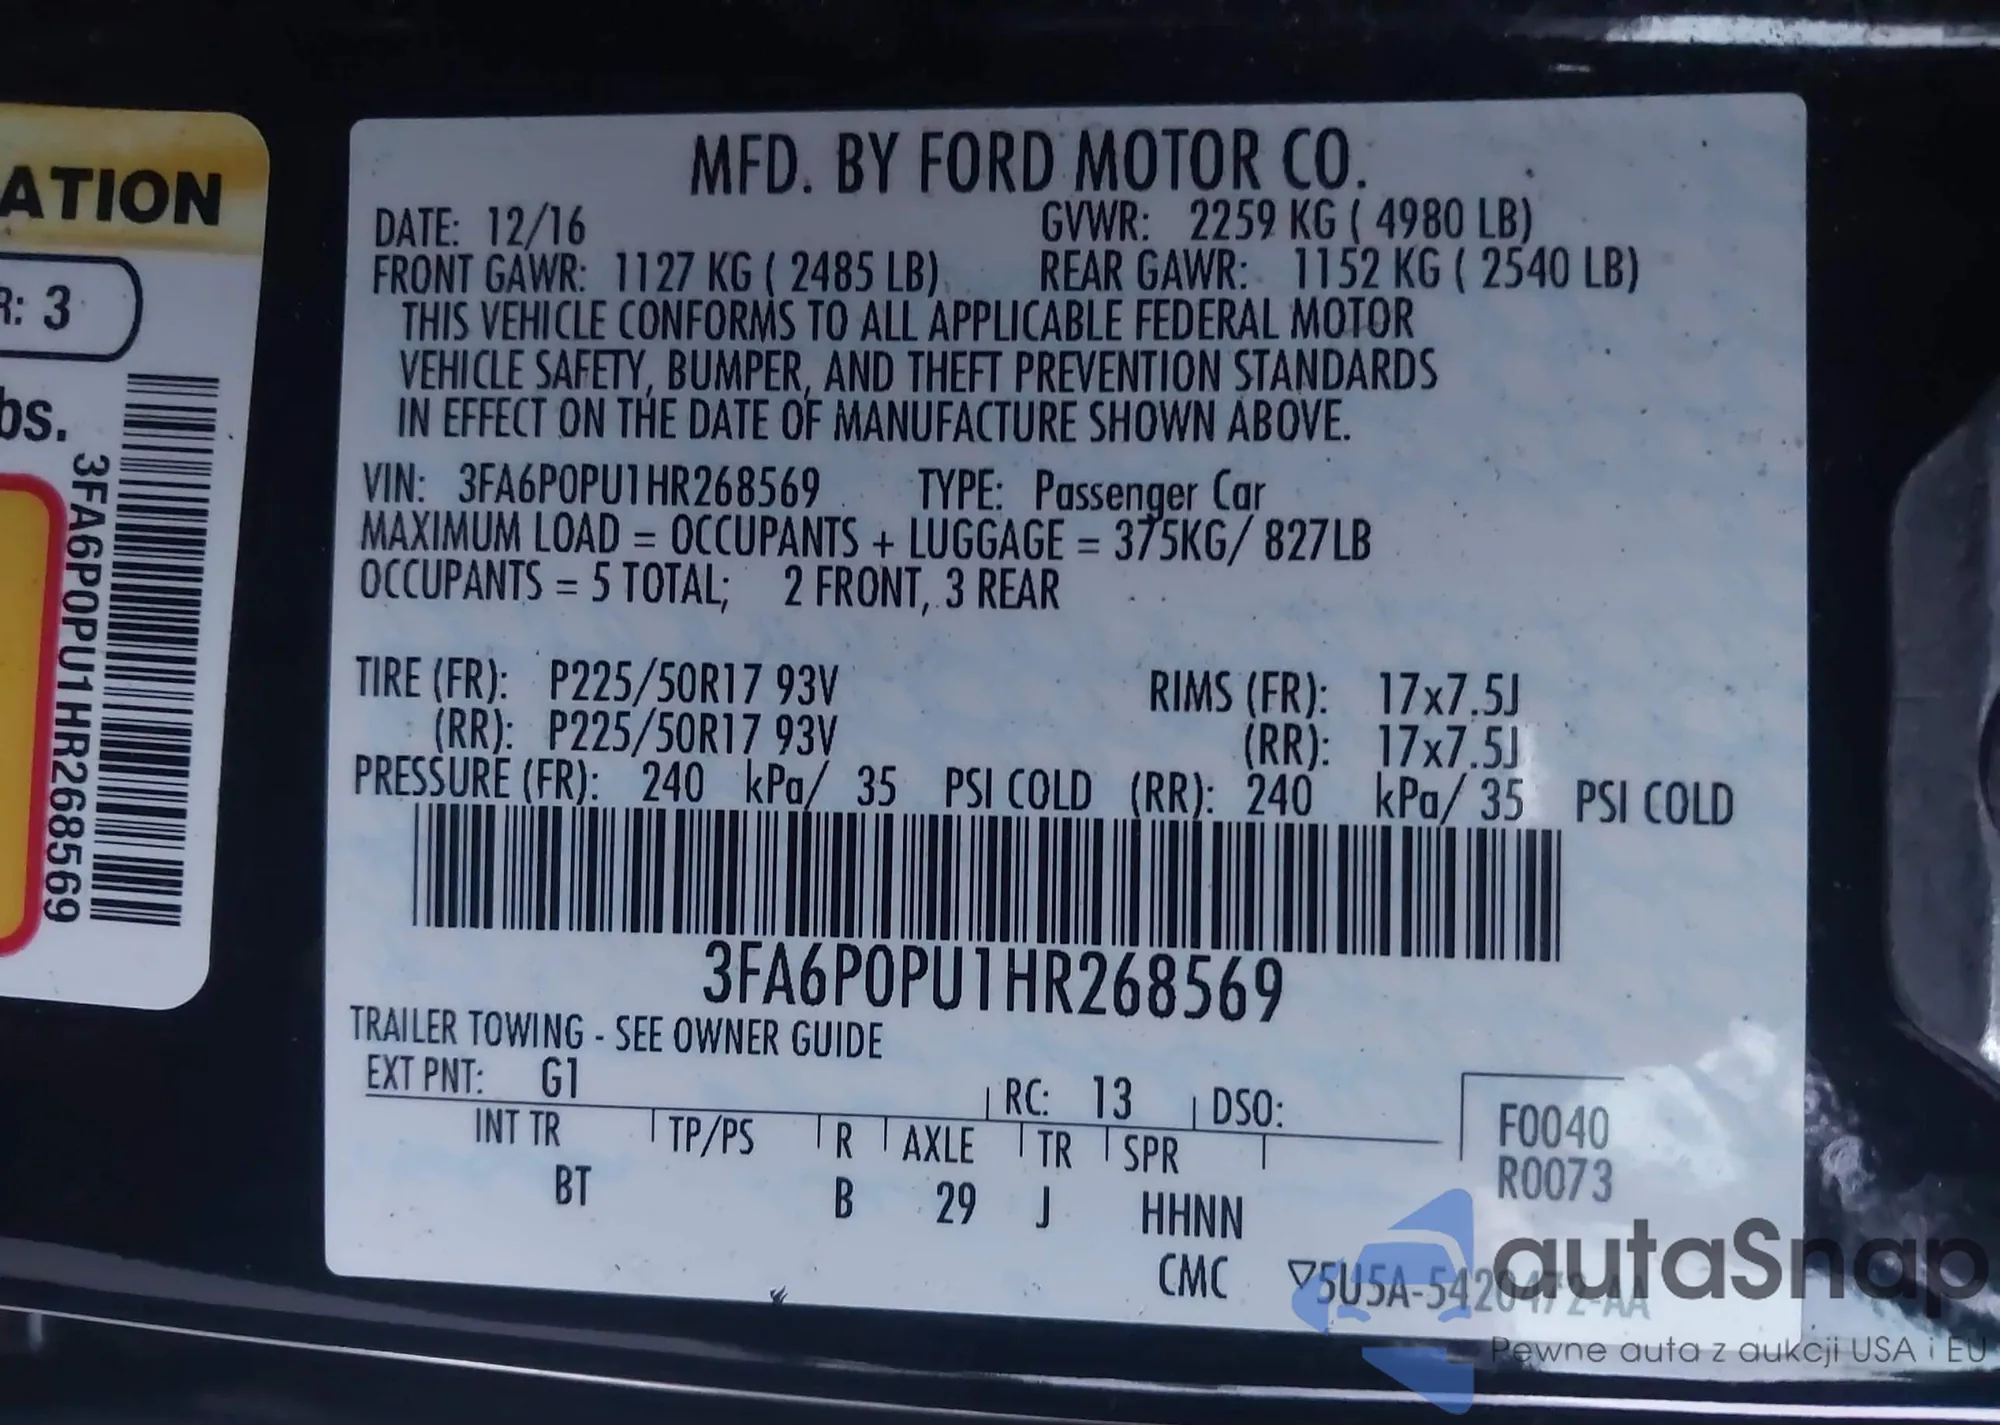 ATION
R: 3
bs.
3FA6P0PU1HR268569
MFD. BY FORD MOTOR CO.
DATE: 12/16 GVWR: 2259 KG ( 4980 LB)
FRONT GAWR: 1127 KG ( 2485 LB) REAR GAWR: 1152 KG ( 2540 LB)
THIS VEHICLE CONFORMS TO ALL APPLICABLE FEDERAL MOTOR
VEHICLE SAFETY, BUMPER, AND THEFT PREVENTION STANDARDS
IN EFFECT ON THE DATE OF MANUFACTURE SHOWN ABOVE.
VIN: 3FA6P0PU1HR268569 TYPE: Passenger Car
MAXIMUM LOAD = OCCUPANTS + LUGGAGE = 375KG/ 827LB
OCCUPANTS = 5 TOTAL; 2 FRONT, 3 REAR
TIRE (FR): P225/50R17 93V RIMS (FR): 17x7.5J
(RR): P225/50R17 93V (RR): 17x7.5J
PRESSURE (FR): 240 kPa/ 35 PSI COLD (RR): 240 kPa/ 35 PSI COLD
3FA6P0PU1HR268569
TRAILER TOWING - SEE OWNER GUIDE
EXT PNT: G1 RC: 13 DSO:
INT TR TP/PS R AXLE TR SPR
BT B 29 J HHNN
CMC
F0040
R0073
▽5U5A-5420472-AA
autaSnap
Pewne auta z aukcji USA i EU